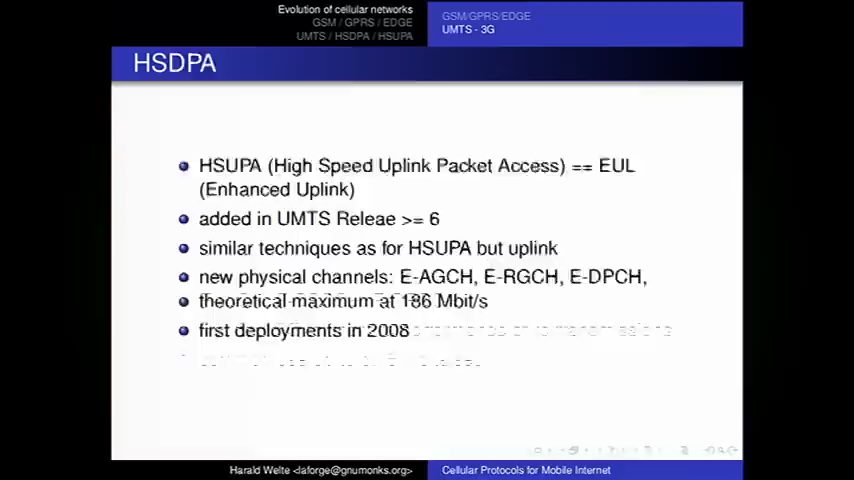 Evolution of cellular networks
GSM / GPRS / EDGE
UMTS / HSDPA / HSUPA
GSM/GPRS/EDGE
UMTS - 3G
HSDPA
HSUPA (High Speed Uplink Packet Access) == EUL
(Enhanced Uplink)
added in UMTS Releae >= 6
similar techniques as for HSUPA but uplink
new physical channels: E-AGCH, E-RGCH, E-DPCH,
theoretical maximum at 186 Mbit/s
first deployments in 2008
Harald Welte <laforge@gnumonks.org>
Cellular Protocols for Mobile Internet